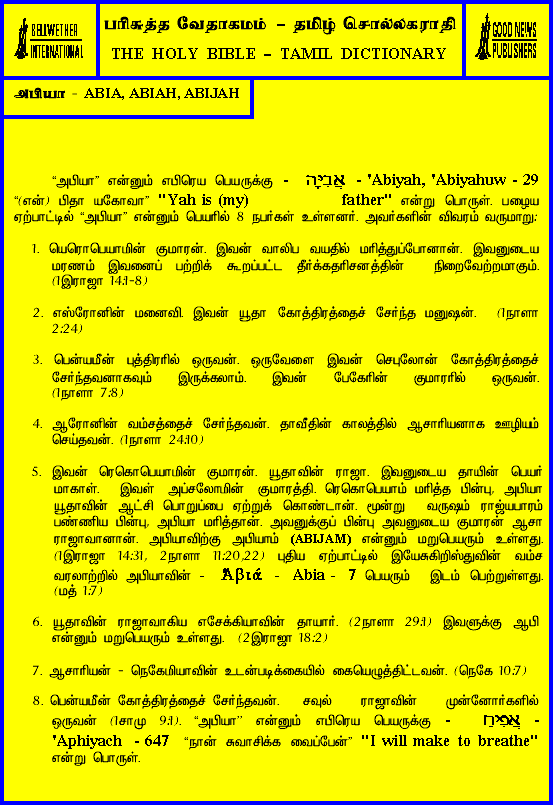 BELLWETHER
INTERNATIONAL
பரிசுத்த வேதாகமம் – தமிழ் சொல்லகராதி
THE HOLY BIBLE – TAMIL DICTIONARY
GOOD NEWS
PUBLISHERS
அபியா - ABIA, ABIAH, ABIJAH
“அபியா” என்னும் எபிரெய பெயருக்கு - אֲבִיָּה - 'Abiyah, 'Abiyahuw - 29
“(என்) பிதா யகோவா” "Yah is (my) father" என்று பொருள். பழைய
ஏற்பாட்டில் “அபியா” என்னும் பெயரில் 8 நபர்கள் உள்ளனர். அவர்களின் விவரம் வருமாறு:
1. யெரொபெயாமின் குமாரன். இவன் வாலிப வயதில் மரித்துப்போனான். இவனுடைய
மரணம் இவனைப் பற்றிக் கூறப்பட்ட தீர்க்கதரிசனத்தின் நிறைவேற்றமாகும்.
(1இராஜா 14:1-8)
2. எஸ்ரோனின் மனைவி. இவன் யூதா கோத்திரத்தைச் சேர்ந்த மனுஷன். (1நாளா
2:24)
3. பென்யமீன் புத்திரரில் ஒருவன். ஒருவேளை இவன் செபுலோன் கோத்திரத்தைச்
சேர்ந்தவனாகவும் இருக்கலாம். இவன் பேகேரின் குமாரரில் ஒருவன்.
(1நாளா 7:8)
4. ஆரோனின் வம்சத்தைச் சேர்ந்தவன். தாவீதின் காலத்தில் ஆசாரியனாக ஊழியம்
செய்தவன். (1நாளா 24:10)
5. இவன் ரெகொபெயாமின் குமாரன். யூதாவின் ராஜா. இவனுடைய தாயின் பெயர்
மாகாள். இவள் அப்சலோமின் குமாரத்தி. ரெகொபெயாம் மரித்த பின்பு, அபியா
யூதாவின் ஆட்சி பொறுப்பை ஏற்றுக் கொண்டான். மூன்று வருஷம் ராஜ்யபாரம்
பண்ணிய பின்பு, அபியா மரித்தான். அவனுக்குப் பின்பு அவனுடைய குமாரன் ஆசா
ராஜாவானான். அபியாவிற்கு அபியாம் (ABIJAM) என்னும் மறுபெயரும் உள்ளது.
(1இராஜா 14:31, 2நாளா 11:20,22) புதிய ஏற்பாட்டில் இயேசுகிறிஸ்துவின் வம்ச
வரலாற்றில் அபியாவின் - Ἀβιά - Abia - 7 பெயரும் இடம் பெற்றுள்ளது.
(மத் 1:7)
6. யூதாவின் ராஜாவாகிய எசேக்கியாவின் தாயார். (2நாளா 29:1) இவளுக்கு ஆபி
என்னும் மறுபெயரும் உள்ளது. (2இராஜா 18:2)
7. ஆசாரியன் – நெகேமியாவின் உடன்படிக்கையில் கையெழுத்திட்டவன். (நெகே 10:7)
8. பென்யமீன் கோத்திரத்தைச் சேர்ந்தவன். சவுல் ராஜாவின் முன்னோர்களில்
ஒருவன் (1சாமு 9:1). “அபியா” என்னும் எபிரெய பெயருக்கு - אֲפִיחַ -
'Aphiyach - 647 “நான் சுவாசிக்க வைப்பேன்” "I will make to breathe"
என்று பொருள்.